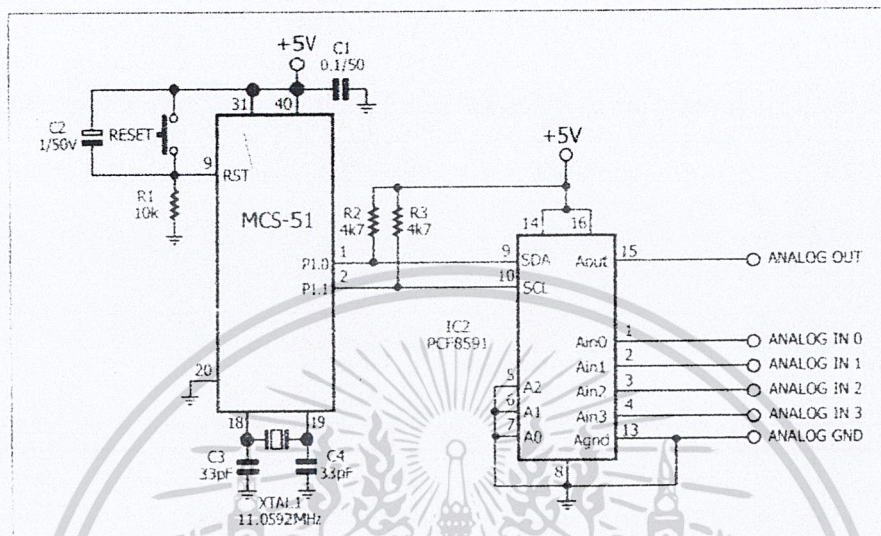 +5V
C1
0.1/50
31
40
C2
1/50V
RESET
9
RST
R1
10k
MCS-51
+5V
R2
4k7
R3
4k7
14
16
P1.0
1
9
SDA
Aout
15
ANALOG OUT
P1.1
2
10
SCL
IC2
PCF8591
Ain0
1
ANALOG IN 0
Ain1
2
ANALOG IN 1
Ain2
3
ANALOG IN 2
Ain3
4
ANALOG IN 3
Agnd
13
ANALOG GND
5
A2
6
A1
7
A0
8
20
18
19
C3
33pF
C4
33pF
XTAL1
11.0592MHz